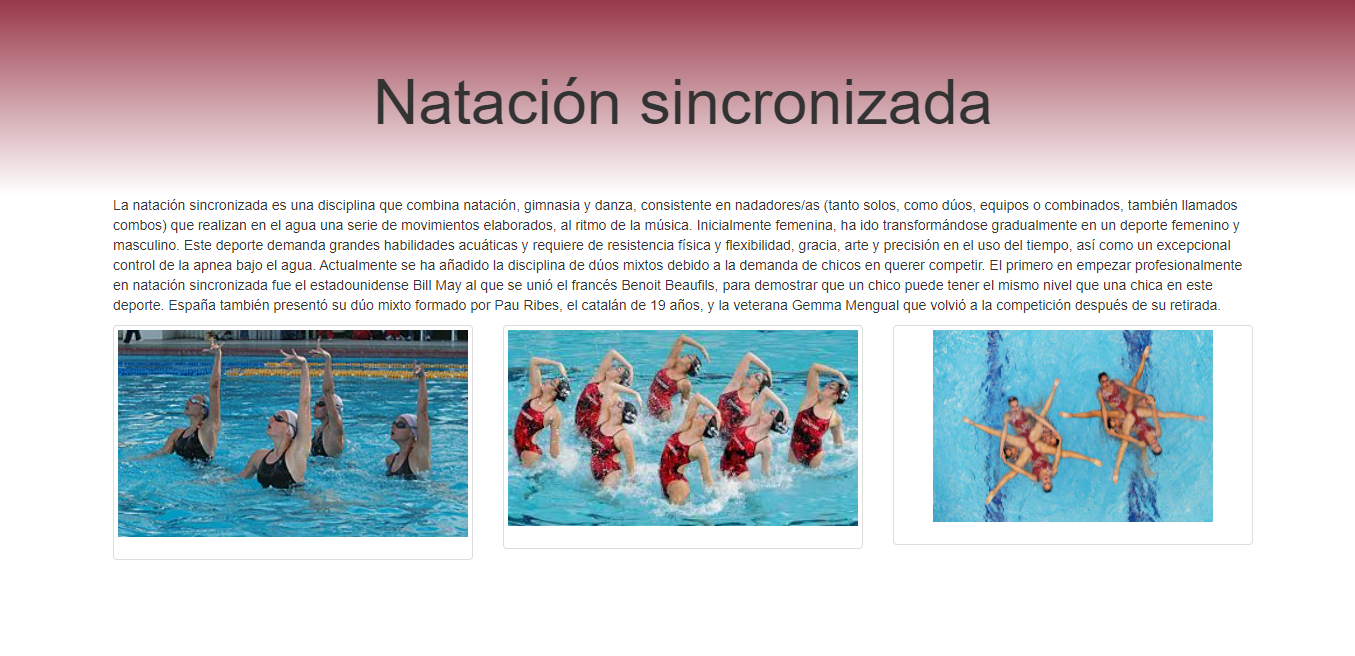 Natación sincronizada
La natación sincronizada es una disciplina que combina natación, gimnasia y danza, consistente en nadadores/as (tanto solos, como dúos, equipos o combinados, también llamados
combos) que realizan en el agua una serie de movimientos elaborados, al ritmo de la música. Inicialmente femenina, ha ido transformándose gradualmente en un deporte femenino y
masculino. Este deporte demanda grandes habilidades acuáticas y requiere de resistencia física y flexibilidad, gracia, arte y precisión en el uso del tiempo, así como un excepcional
control de la apnea bajo el agua. Actualmente se ha añadido la disciplina de dúos mixtos debido a la demanda de chicos en querer competir. El primero en empezar profesionalmente
en natación sincronizada fue el estadounidense Bill May al que se unió el francés Benoit Beaufils, para demostrar que un chico puede tener el mismo nivel que una chica en este
deporte. España también presentó su dúo mixto formado por Pau Ribes, el catalán de 19 años, y la veterana Gemma Mengual que volvió a la competición después de su retirada.